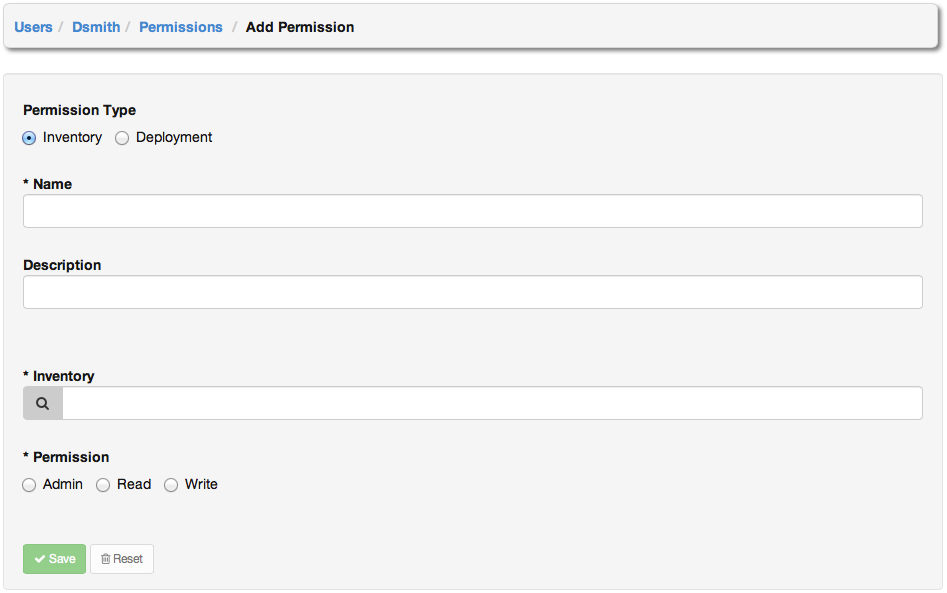 Users / Dsmith / Permissions / Add Permission
Permission Type
Inventory Deployment
* Name
Description
* Inventory
* Permission
Admin Read Write
Save Reset